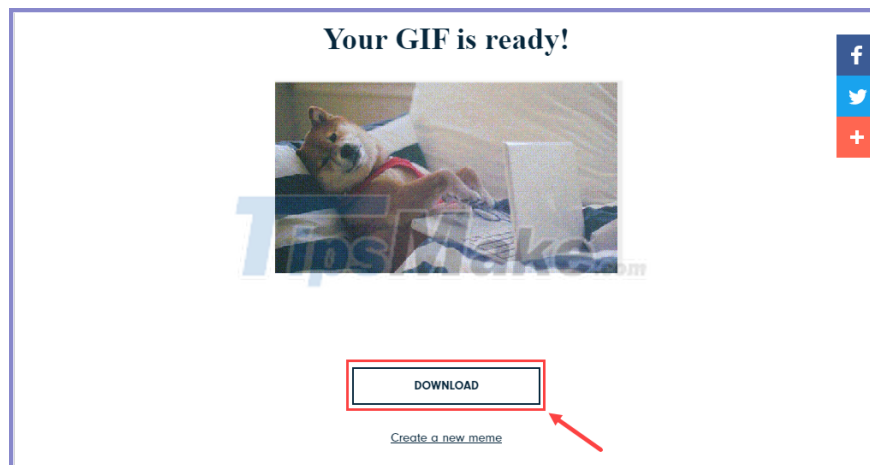 Your GIF is ready!
TipsMake.com
DOWNLOAD
Create a new meme